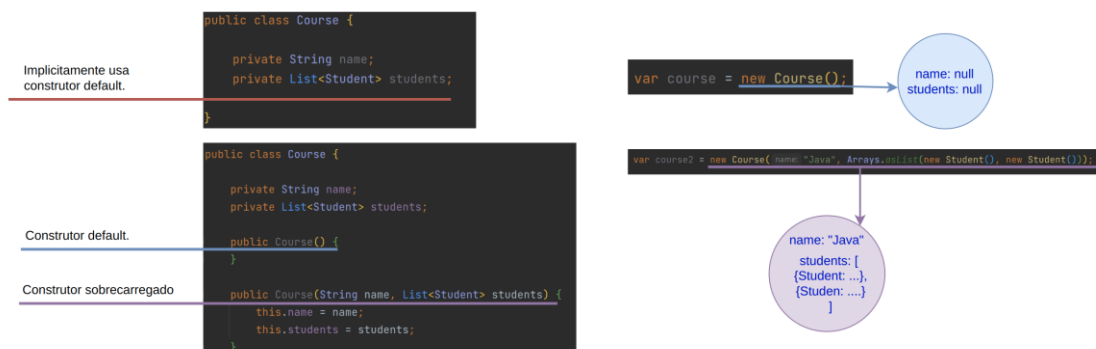 public class Course {
private String name;
private List<Student> students;
}
Implicitamente usa
construtor default.
var course = new Course();
name: null
students: null
public class Course {
private String name;
private List<Student> students;
public Course() {
}
public Course(String name, List<Student> students) {
this.name = name;
this.students = students;
}
Construtor default.
Construtor sobrecarregado
var course2 = new Course( name: "Java", Arrays.asList(new Student(), new Student()));
name: "Java"
students: [
{Student: ...},
{Studen: ....}
]